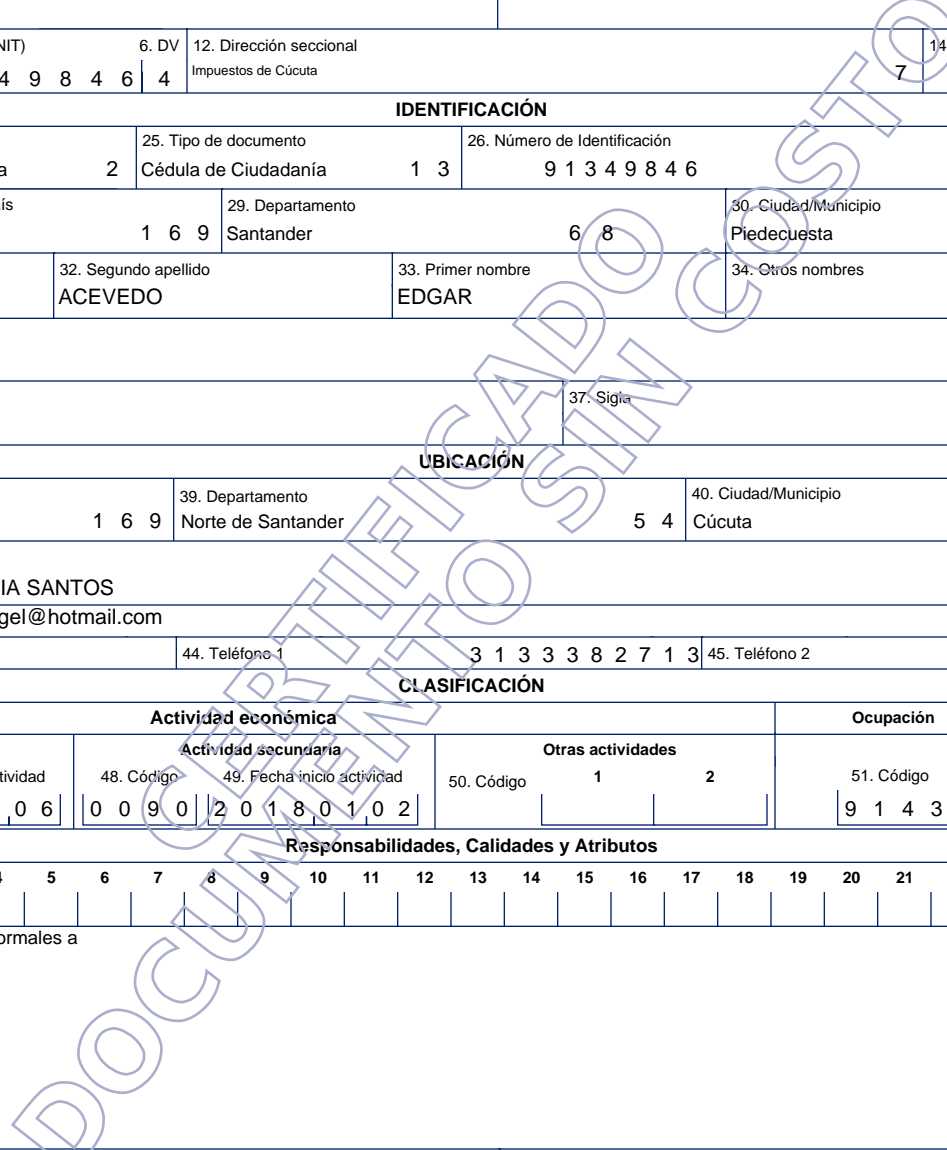 NIT) 6. DV 12. Dirección seccional 14
4 9 8 4 6 4 Impuestos de Cúcuta 7
IDENTIFICACIÓN
25. Tipo de documento 26. Número de Identificación
a 2 Cédula de Ciudadanía 1 3 9 1 3 4 9 8 4 6
ís 29. Departamento 30. Ciudad/Municipio
1 6 9 Santander 6 8 Piedecuesta
32. Segundo apellido 33. Primer nombre 34. Otros nombres
ACEVEDO EDGAR
37. Sigla
UBICACIÓN
39. Departamento 40. Ciudad/Municipio
1 6 9 Norte de Santander 5 4 Cúcuta
IA SANTOS
gel@hotmail.com
44. Teléfono 1 3 1 3 3 3 8 2 7 1 3 45. Teléfono 2
CLASIFICACIÓN
Actividad económica Ocupación
Actividad secundaria Otras actividades
tividad 48. Código 49. Fecha inicio actividad 50. Código 1 2 51. Código
0 6 0 0 9 0 2 0 1 8 0 1 0 2 9 1 4 3
Responsabilidades, Calidades y Atributos
4 5 6 7 8 9 10 11 12 13 14 15 16 17 18 19 20 21
ormales a
CERTIFICADO
DOCUMENTO SIN COSTO